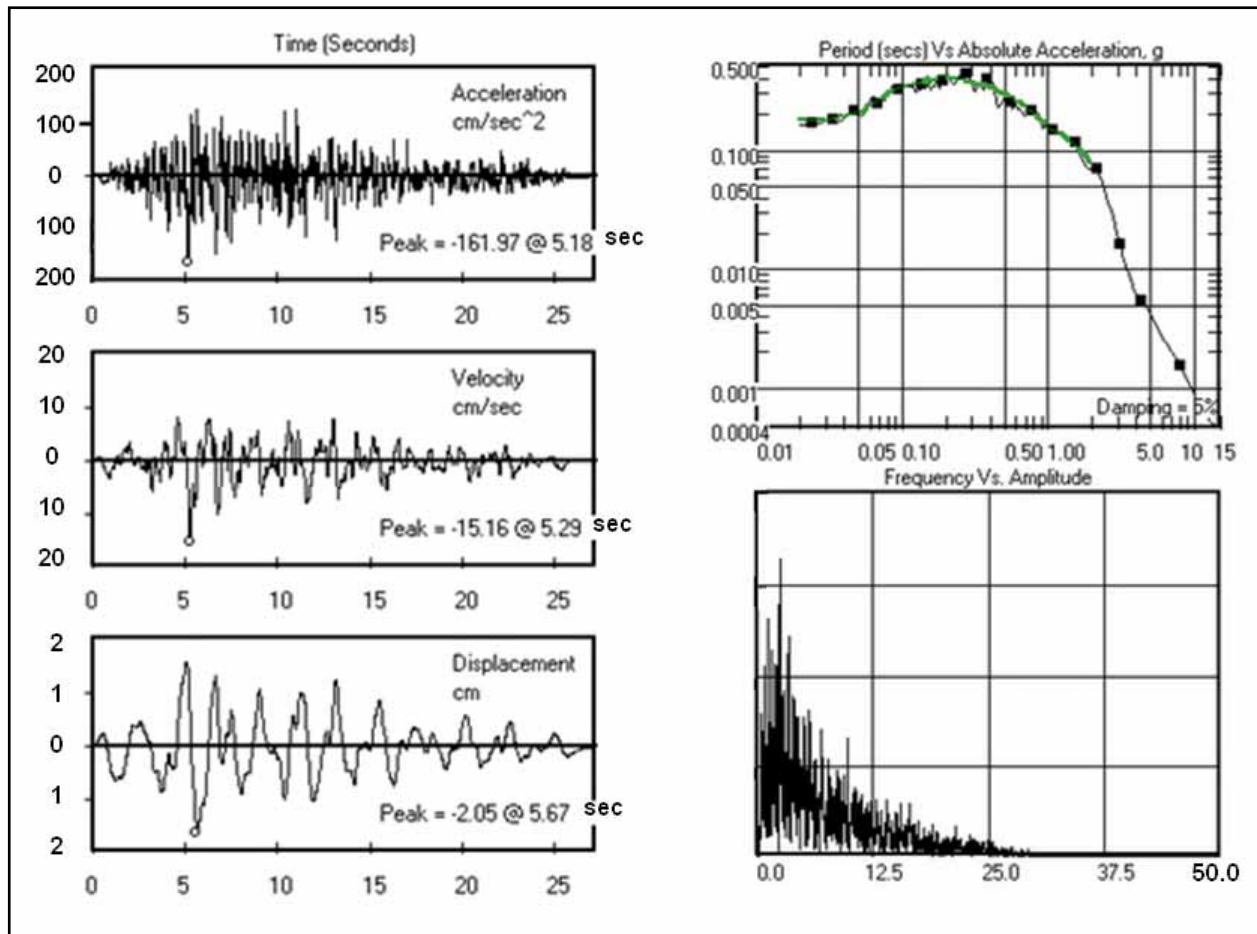 Time (Seconds)
200
100
0
100
200
Acceleration
cm/sec^2
Peak = -161.97 @ 5.18 sec
0 5 10 15 20 25
20
10
0
10
20
Velocity
cm/sec
Peak = -15.16 @ 5.29 sec
0 5 10 15 20 25
2
1
0
1
2
Displacement
cm
Peak = -2.05 @ 5.67 sec
0 5 10 15 20 25
Period (secs) Vs Absolute Acceleration, g
0.500
0.100
0.050
0.010
0.005
0.001
0.0004
Damping = 5%
0.01 0.05 0.10 0.50 1.00 5.0 10 15
Frequency Vs. Amplitude
0.0 12.5 25.0 37.5 50.0